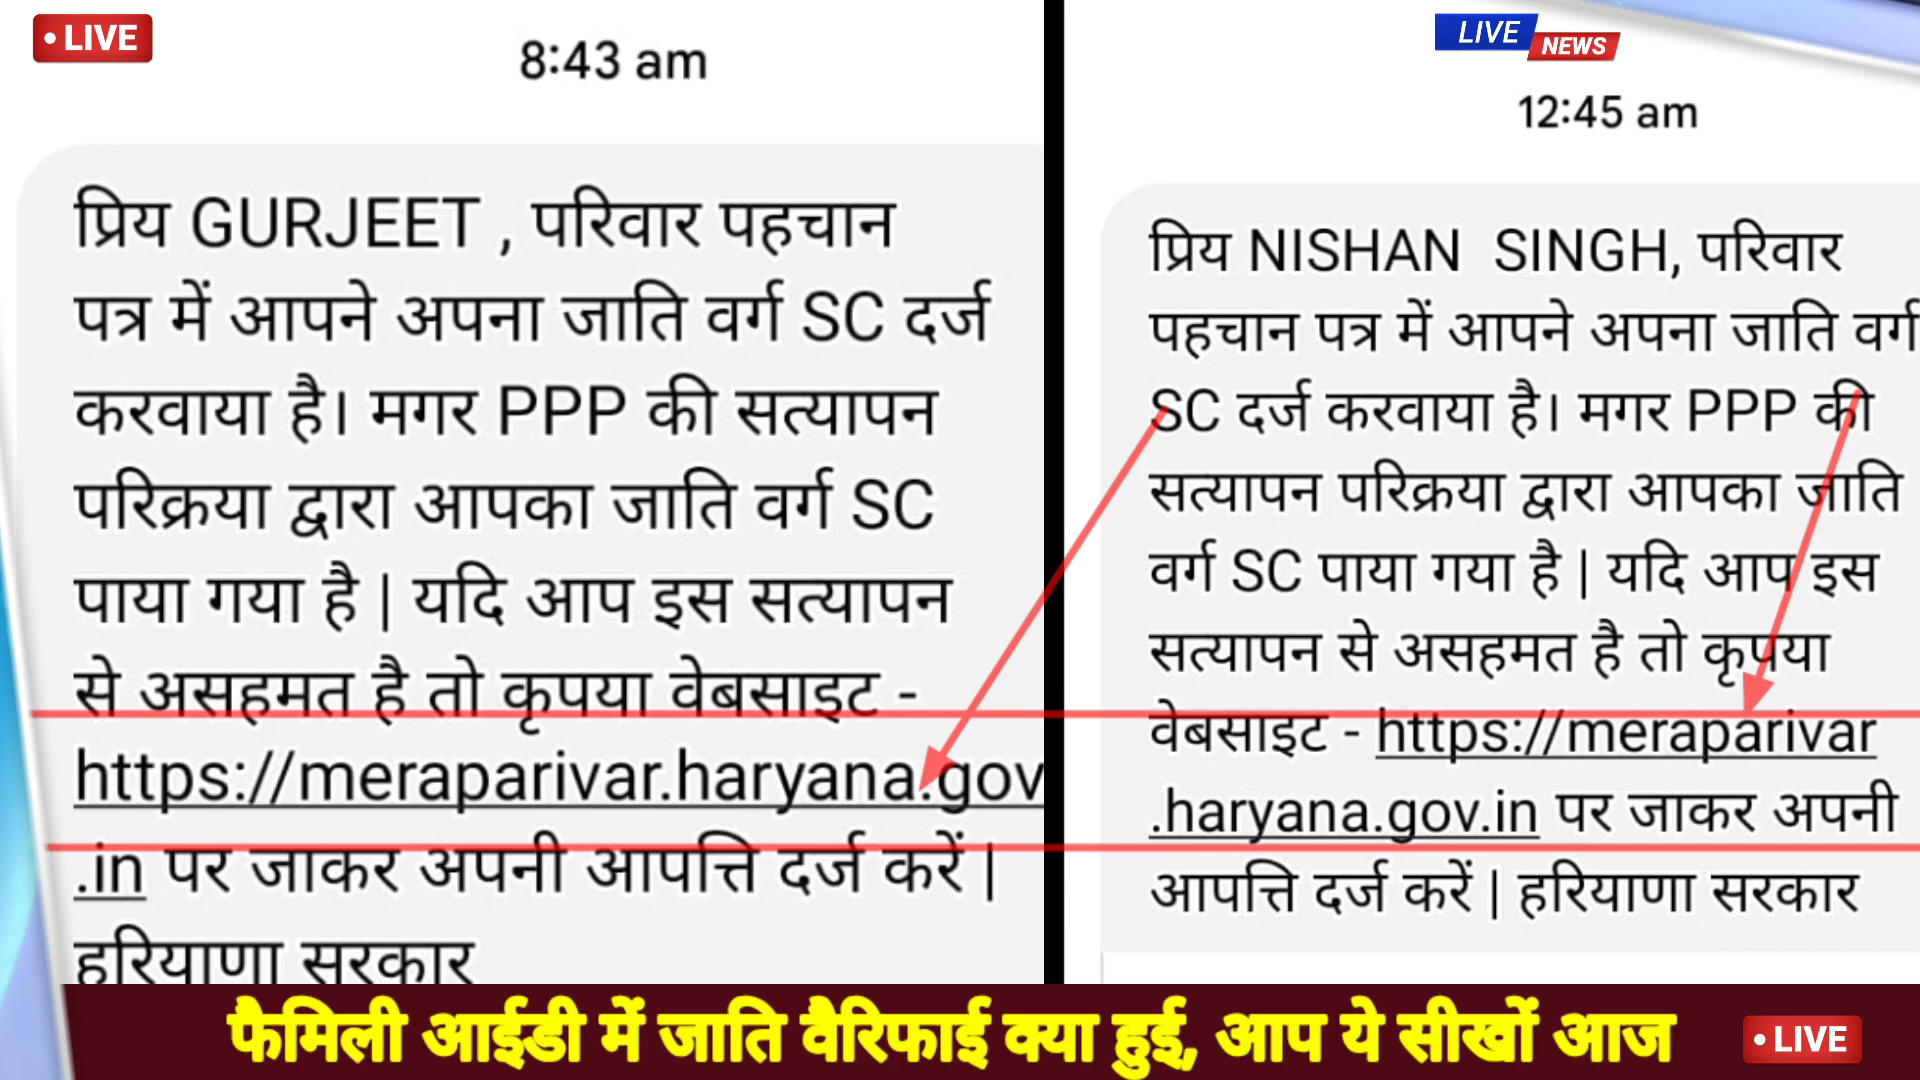 LIVE
8:43 am
प्रिय GURJEET , परिवार पहचान
पत्र में आपने अपना जाति वर्ग SC दर्ज
करवाया है। मगर PPP की सत्यापन
परिक्रया द्वारा आपका जाति वर्ग SC
पाया गया है | यदि आप इस सत्यापन
से असहमत है तो कृपया वेबसाइट -
https://meraparivar.haryana.gov
.in पर जाकर अपनी आपत्ति दर्ज करें |
हरियाणा सरकार
LIVE NEWS
12:45 am
प्रिय NISHAN SINGH, परिवार
पहचान पत्र में आपने अपना जाति वर्ग
SC दर्ज करवाया है। मगर PPP की
सत्यापन परिक्रया द्वारा आपका जाति
वर्ग SC पाया गया है | यदि आप इस
सत्यापन से असहमत है तो कृपया
वेबसाइट - https://meraparivar
.haryana.gov.in पर जाकर अपनी
आपत्ति दर्ज करें | हरियाणा सरकार
फैमिली आईडी में जाति वैरिफाई क्या हुई, आप ये सीखों आज
LIVE